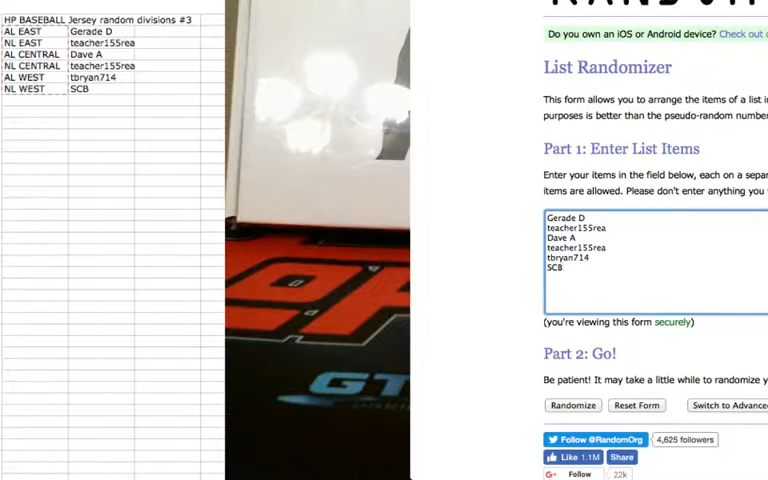 HP BASEBALL Jersey random divisions #3
AL EAST Gerade D
NL EAST teacher155rea
AL CENTRAL Dave A
NL CENTRAL teacher155rea
AL WEST tbryan714
NL WEST SCB
GT
Do you own an iOS or Android device? Check out
List Randomizer
This form allows you to arrange the items of a list i
purposes is better than the pseudo-random number
Part 1: Enter List Items
Enter your items in the field below, each on a separ
items are allowed. Please don't enter anything you
Gerade D
teacher155rea
Dave A
teacher155rea
tbryan714
SCB
(you're viewing this form securely)
Part 2: Go!
Be patient! It may take a little while to randomize y
Randomize Reset Form Switch to Advance
Follow @RandomOrg 4,625 followers
Like 1.1M Share
G+ Follow 22k